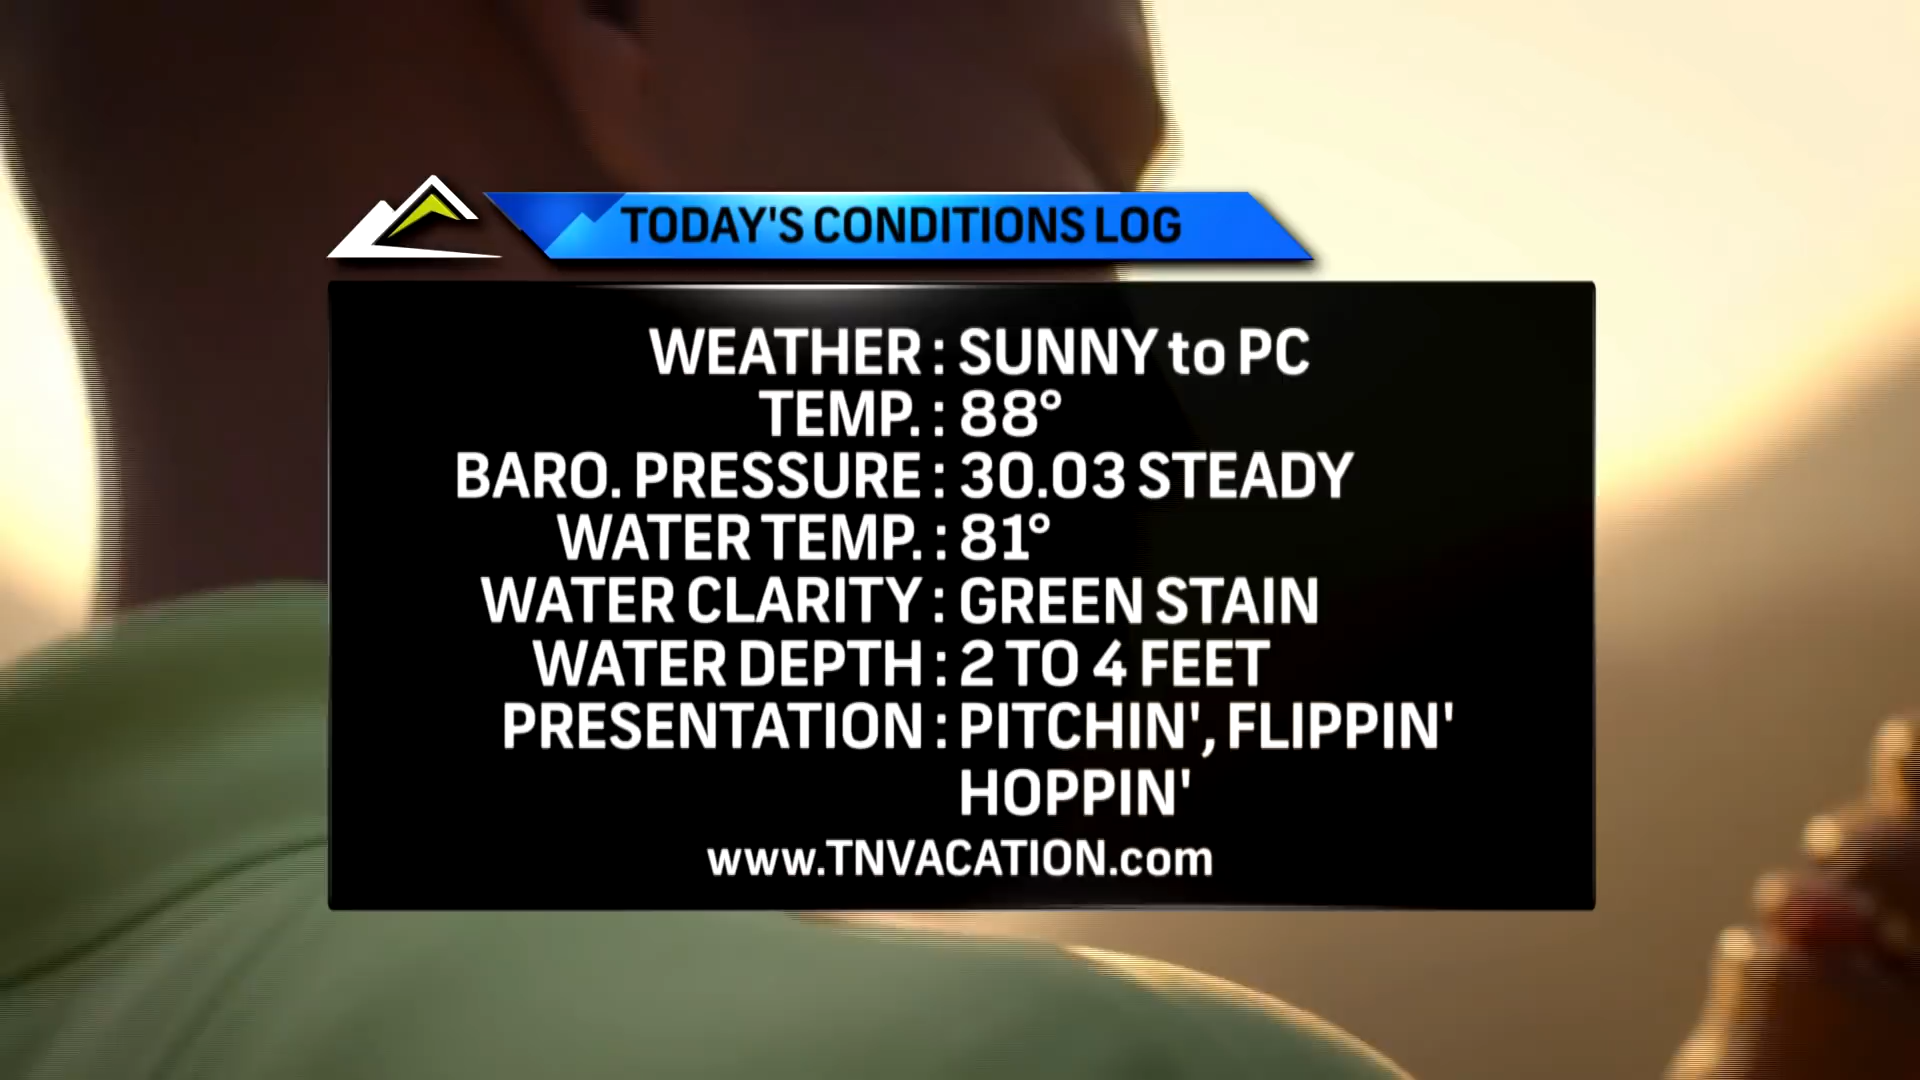 TODAY'S CONDITIONS LOG
WEATHER : SUNNY to PC
TEMP. : 88°
BARO. PRESSURE : 30.03 STEADY
WATER TEMP. : 81°
WATER CLARITY : GREEN STAIN
WATER DEPTH : 2 TO 4 FEET
PRESENTATION : PITCHIN', FLIPPIN'
HOPPIN'
www.TNVACATION.com